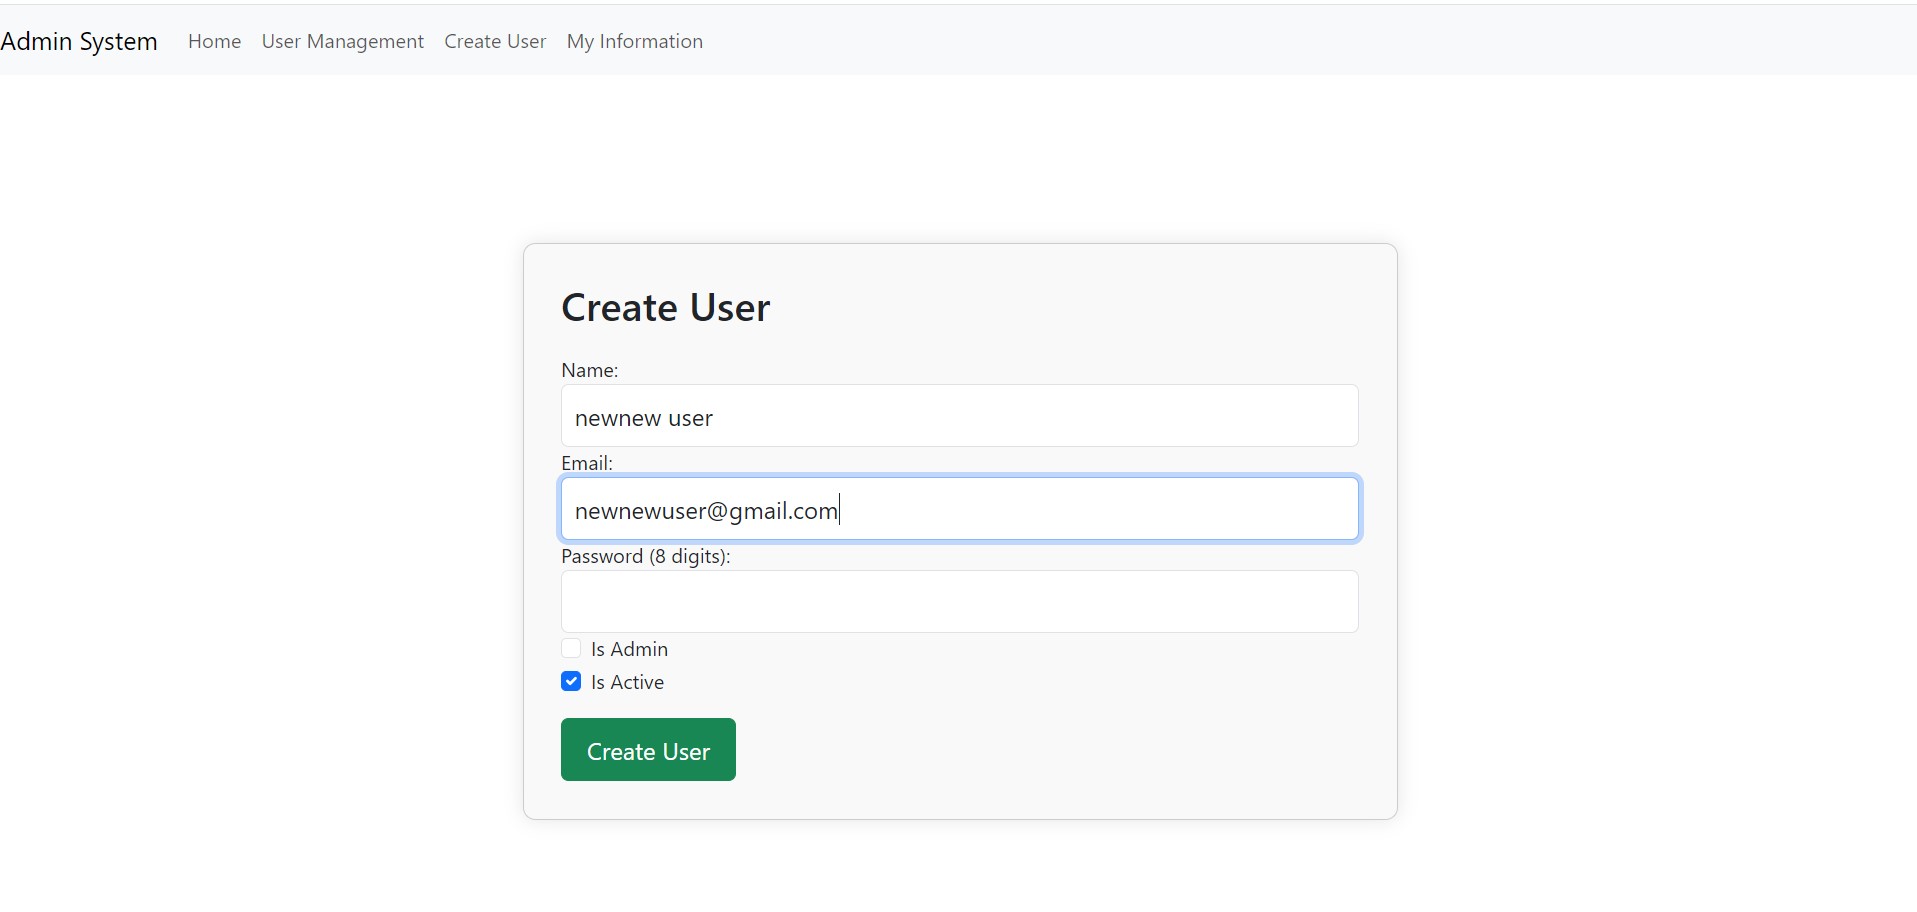 Admin System Home User Management Create User My Information
Create User
Name:
newnew user
Email:
newnewuser@gmail.com
Password (8 digits):
Is Admin
Is Active
Create User